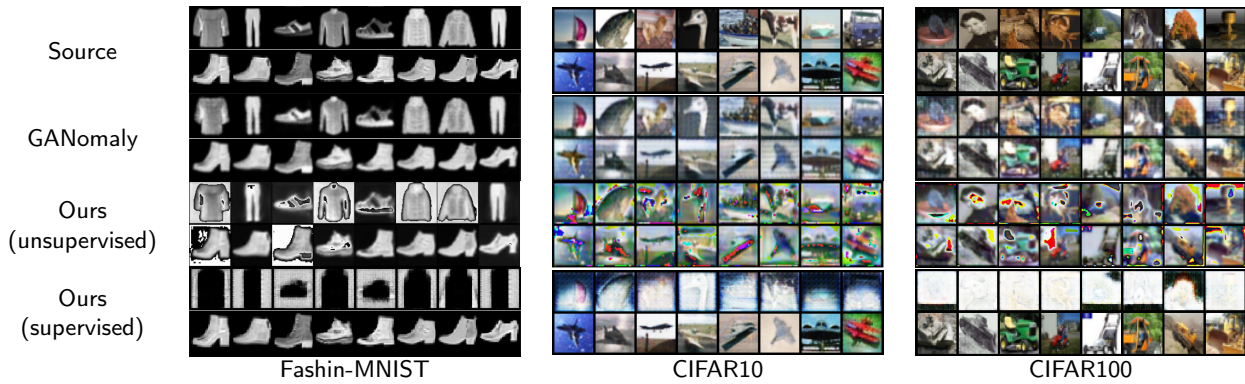 Source
GANomaly
Ours
(unsupervised)
Ours
(supervised)
Fashin-MNIST
CIFAR10
CIFAR100